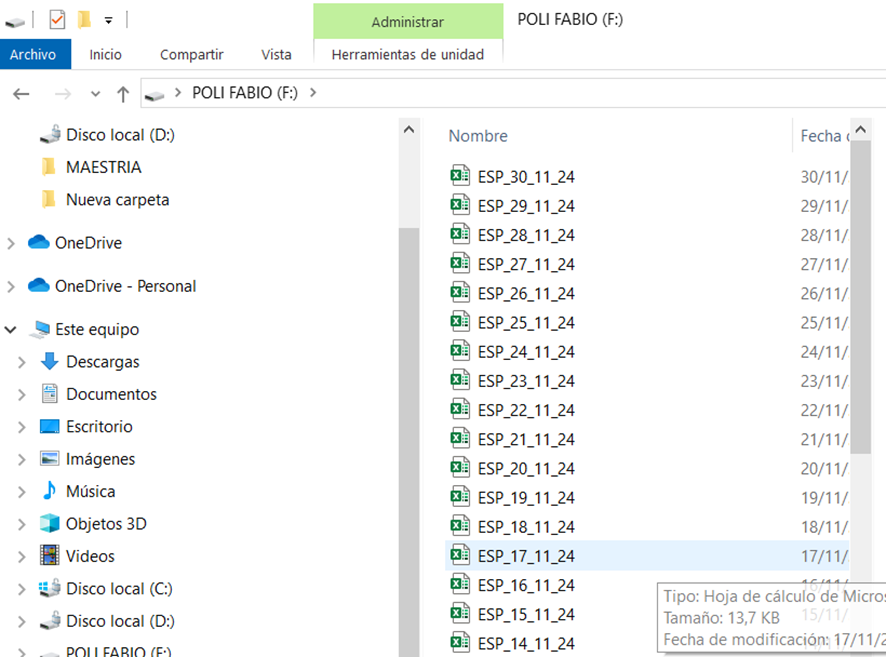 Administrar
POLI FABIO (F:)
Archivo
Inicio
Compartir
Vista
Herramientas de unidad
POLI FABIO (F:)
Disco local (D:)
MAESTRIA
Nueva carpeta
OneDrive
OneDrive - Personal
Este equipo
Descargas
Documentos
Escritorio
Imágenes
Música
Objetos 3D
Videos
Disco local (C:)
Disco local (D:)
POLI FABIO (F:)
Nombre
Fecha
ESP_30_11_24 30/11/
ESP_29_11_24 29/11/
ESP_28_11_24 28/11/
ESP_27_11_24 27/11/
ESP_26_11_24 26/11/
ESP_25_11_24 25/11/
ESP_24_11_24 24/11/
ESP_23_11_24 23/11/
ESP_22_11_24 22/11/
ESP_21_11_24 21/11/
ESP_20_11_24 20/11/
ESP_19_11_24 19/11/
ESP_18_11_24 18/11/
ESP_17_11_24 17/11/
ESP_16_11_24 16/11/
ESP_15_11_24 15/11/
ESP_14_11_24
Tipo: Hoja de cálculo de Micros
Tamaño: 13,7 KB
Fecha de modificación: 17/11/2